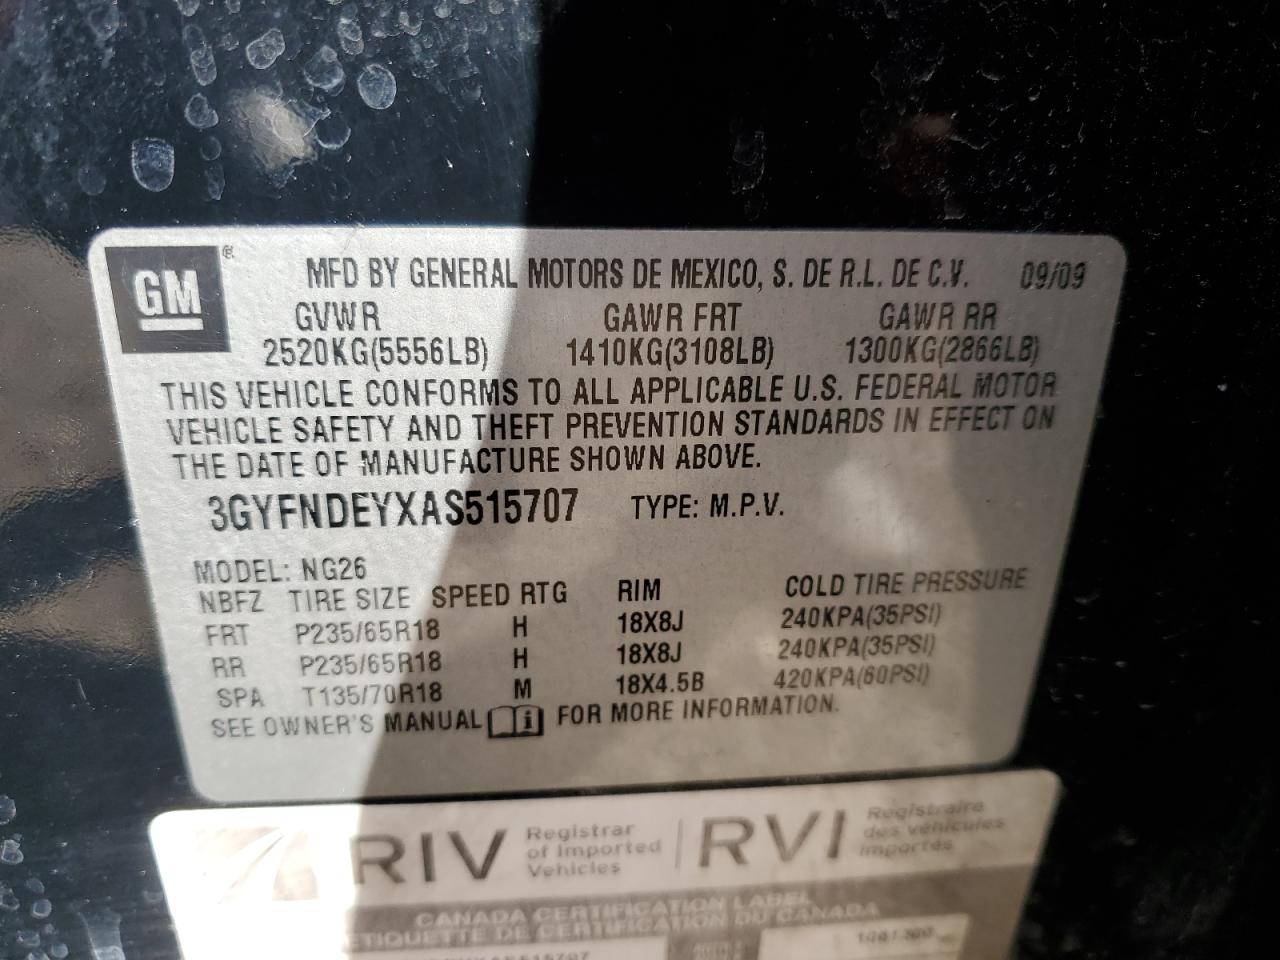 GM ®
MFD BY GENERAL MOTORS DE MEXICO, S. DE R.L. DE C.V. 09/09
GVWR GAWR FRT GAWR RR
2520KG(5556LB) 1410KG(3108LB) 1300KG(2866LB)
THIS VEHICLE CONFORMS TO ALL APPLICABLE U.S. FEDERAL MOTOR
VEHICLE SAFETY AND THEFT PREVENTION STANDARDS IN EFFECT ON
THE DATE OF MANUFACTURE SHOWN ABOVE.
3GYFNDEYXAS515707 TYPE: M.P.V.
MODEL: NG26
NBFZ TIRE SIZE SPEED RTG RIM COLD TIRE PRESSURE
FRT P235/65R18 H 18X8J 240KPA(35PSI)
RR P235/65R18 H 18X8J 240KPA(35PSI)
SPA T135/70R18 M 18X4.5B 420KPA(60PSI)
SEE OWNER'S MANUAL i FOR MORE INFORMATION.
RIV Registrar of Imported Vehicles RVI Registraire des véhicules importés
CANADA CERTIFICATION LABEL
ETIQUETTE DE CERTIFICATION DU CANADA